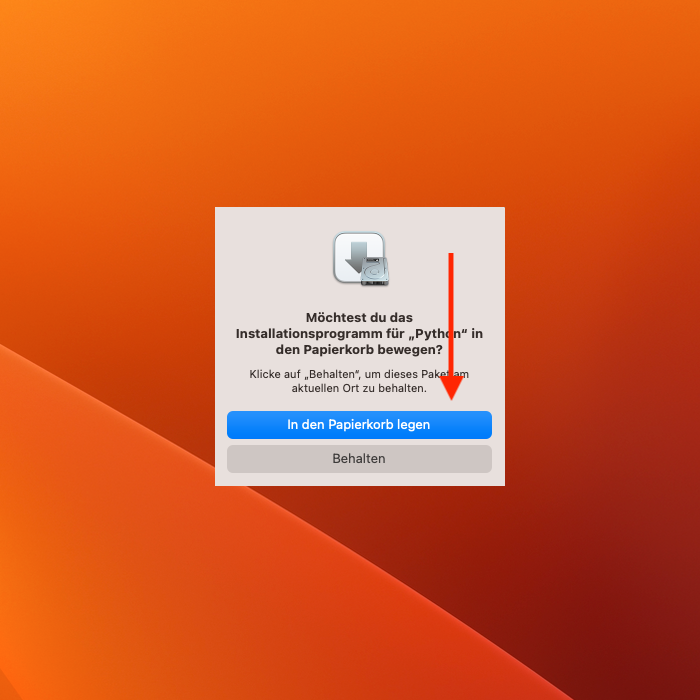 Möchtest du das
Installationsprogramm für „Python“ in
den Papierkorb bewegen?
Klicke auf „Behalten“, um dieses Paket am
aktuellen Ort zu behalten.
In den Papierkorb legen
Behalten